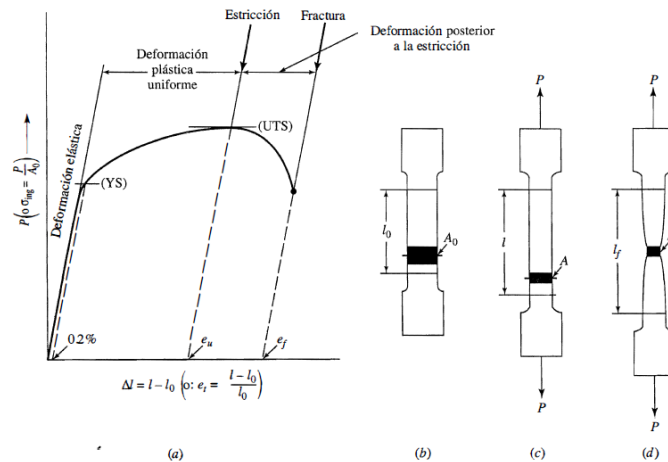 Estricción
Fractura
Deformación
plástica
uniforme
Deformación posterior
a la estricción
(UTS)
(YS)
Deformación elástica
P(o σing = P/A0)
0.2%
eu
ef
Δl = l – l0 (o: et = l – l0/l0)
(a)
P
l0
A0
(b)
P
l
A
P
(c)
P
lf
P
(d)